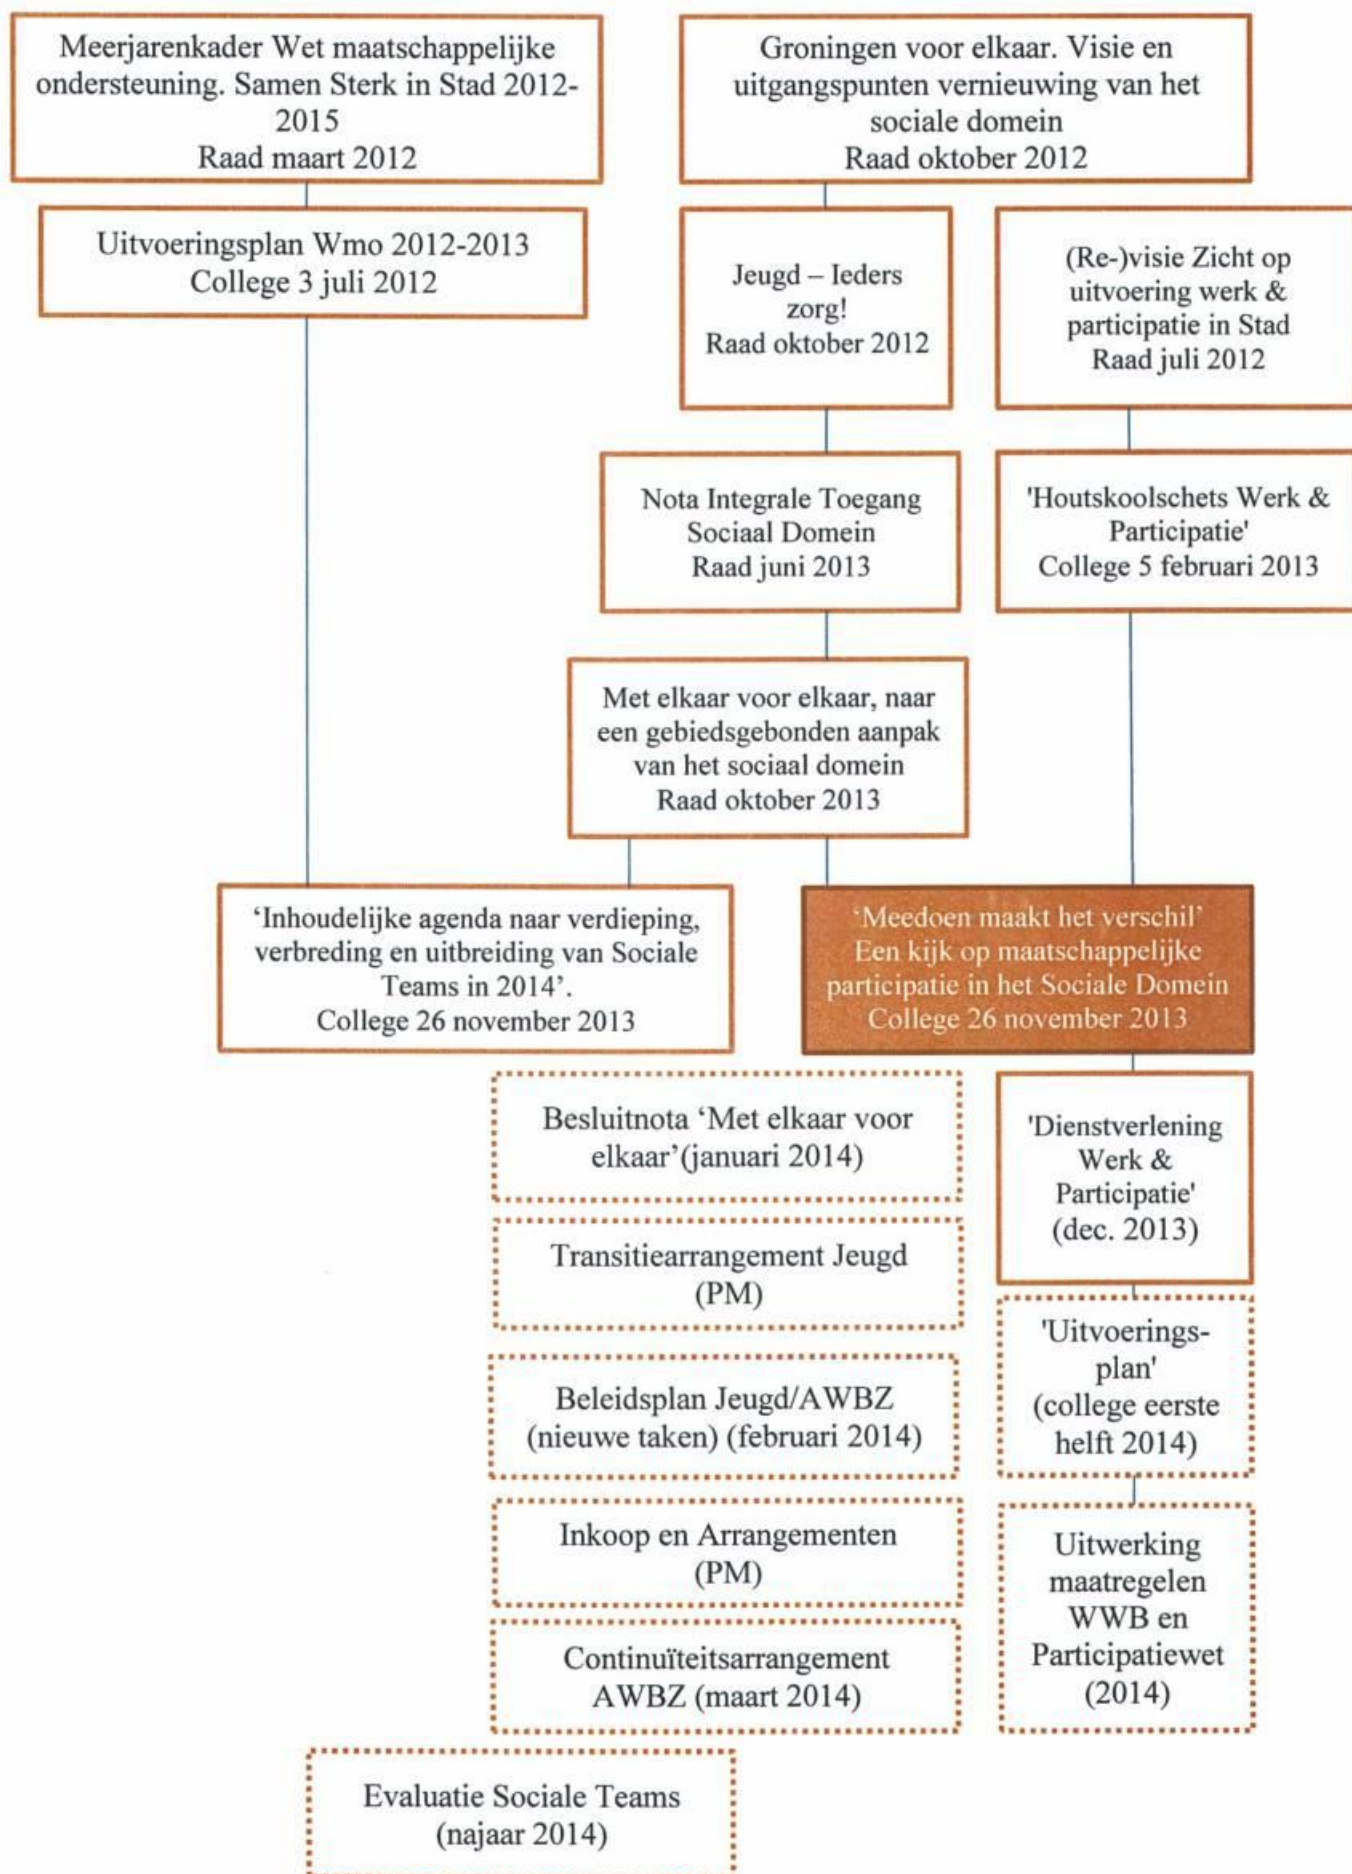 Meerjarenkader Wet maatschappelijke
ondersteuning. Samen Sterk in Stad 2012-
2015
Raad maart 2012
Groningen voor elkaar. Visie en
uitgangspunten vernieuwing van het
sociale domein
Raad oktober 2012
Uitvoeringsplan Wmo 2012-2013
College 3 juli 2012
Jeugd – Ieders
zorg!
Raad oktober 2012
(Re-)visie Zicht op
uitvoering werk &
participatie in Stad
Raad juli 2012
Nota Integrale Toegang
Sociaal Domein
Raad juni 2013
'Houtskoolschets Werk &
Participatie'
College 5 februari 2013
Met elkaar voor elkaar, naar
een gebiedsgebonden aanpak
van het sociaal domein
Raad oktober 2013
‘Inhoudelijke agenda naar verdieping,
verbreding en uitbreiding van Sociale
Teams in 2014’.
College 26 november 2013
‘Meedoen maakt het verschil’
Een kijk op maatschappelijke
participatie in het Sociale Domein
College 26 november 2013
Besluitnota ‘Met elkaar voor
elkaar’(januari 2014)
'Dienstverlening
Werk &
Participatie'
(dec. 2013)
Transitiearrangement Jeugd
(PM)
'Uitvoerings-
plan'
(college eerste
helft 2014)
Beleidsplan Jeugd/AWBZ
(nieuwe taken) (februari 2014)
Inkoop en Arrangementen
(PM)
Uitwerking
maatregelen
WWB en
Participatiewet
(2014)
Continuïteitsarrangement
AWBZ (maart 2014)
Evaluatie Sociale Teams
(najaar 2014)